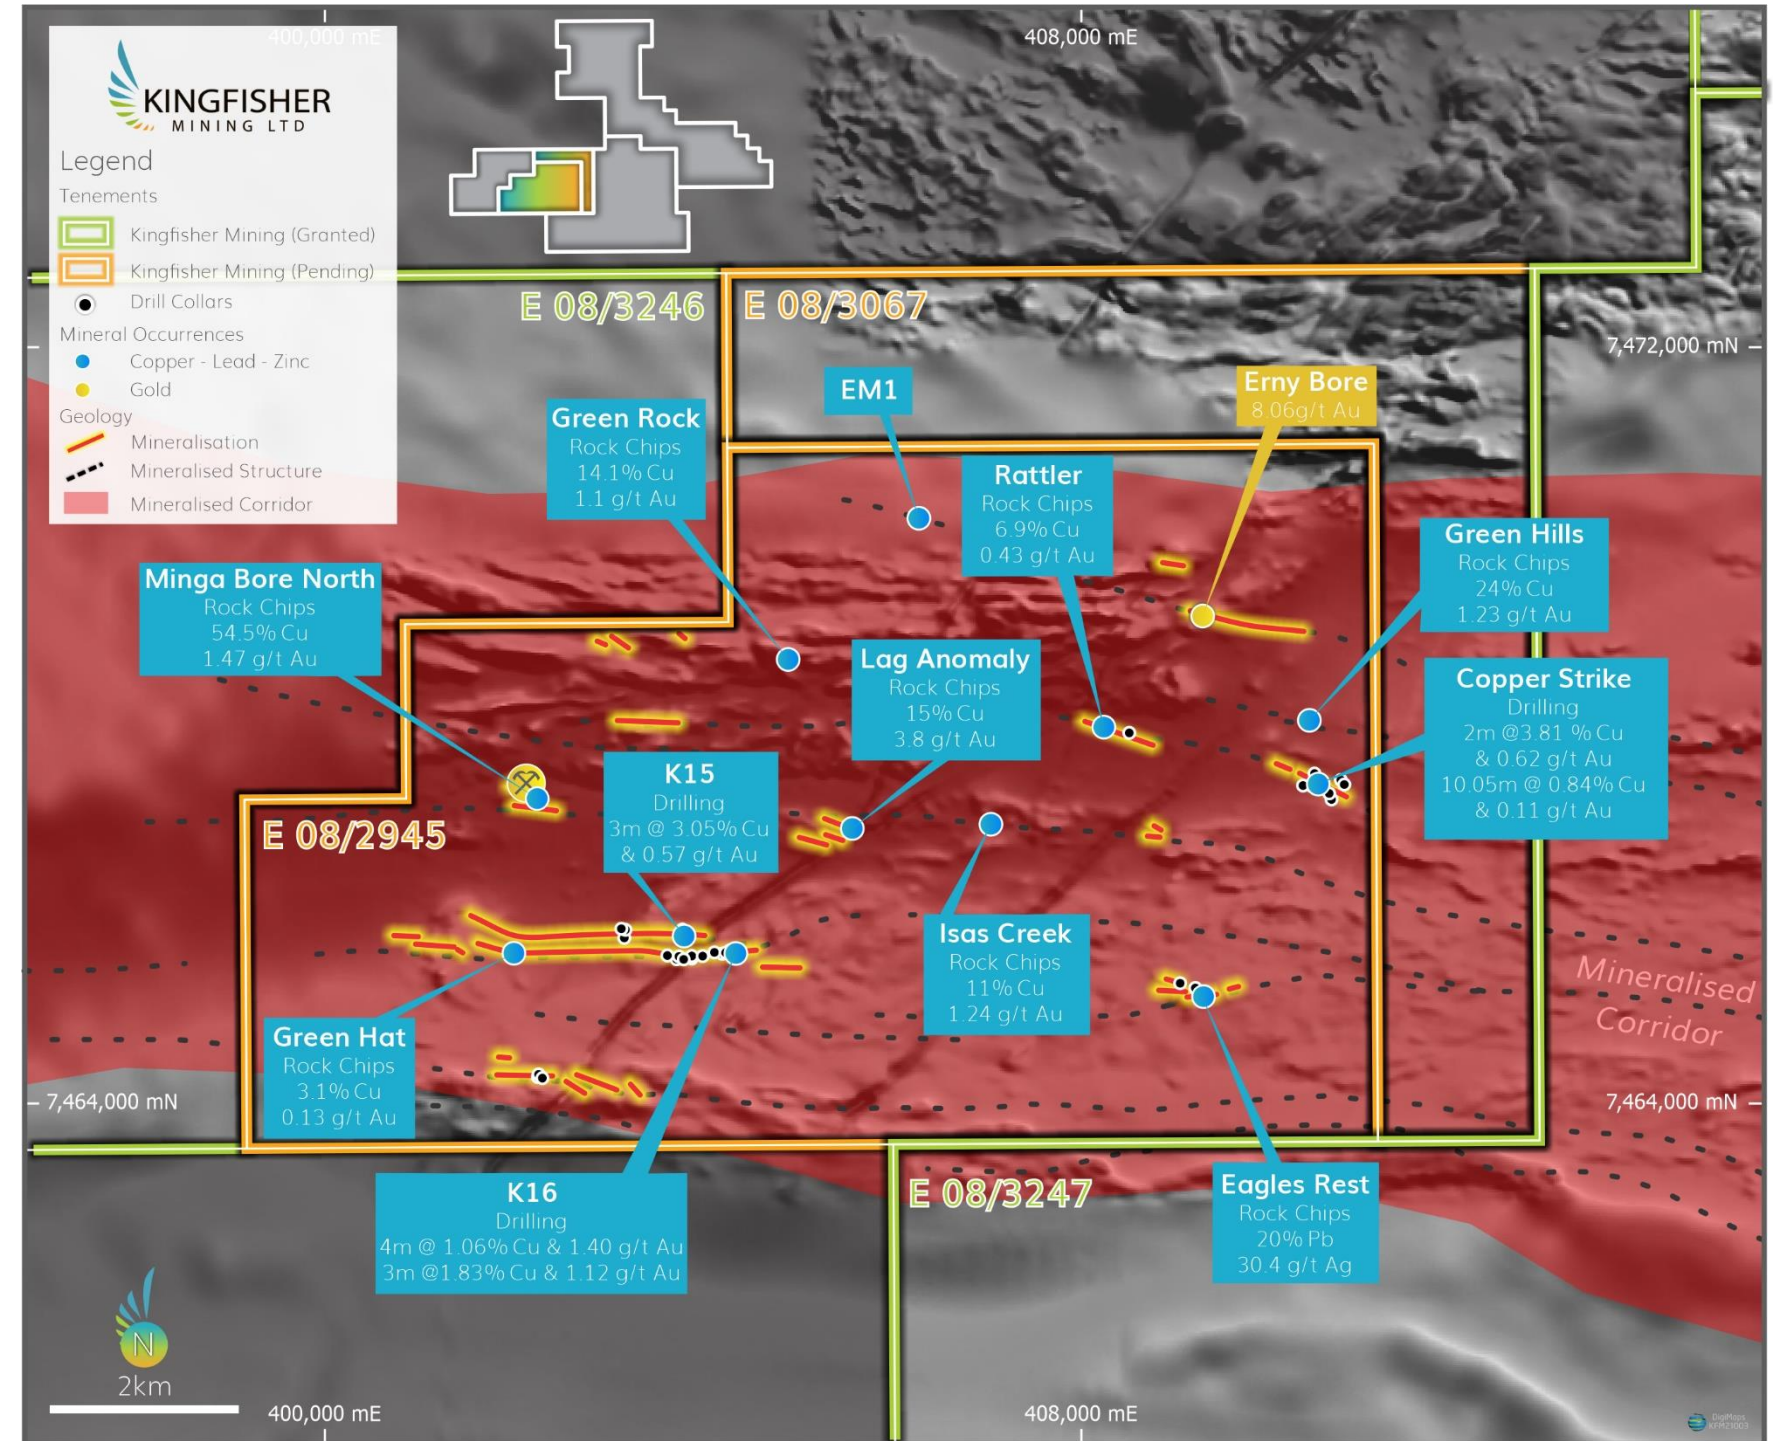 400,000 mE
408,000 mE
KINGFISHER
MINING LTD
Legend
Tenements
Kingfisher Mining (Granted)
Kingfisher Mining (Pending)
Drill Collars
Mineral Occurrences
Copper - Lead - Zinc
Gold
Geology
Mineralisation
Mineralised Structure
Mineralised Corridor
E 08/3246
E 08/3067
7,472,000 mN
EM1
Erny Bore
8.06g/t Au
Green Rock
Rock Chips
14.1% Cu
1.1 g/t Au
Rattler
Rock Chips
6.9% Cu
0.43 g/t Au
Green Hills
Rock Chips
24% Cu
1.23 g/t Au
Minga Bore North
Rock Chips
54.5% Cu
1.47 g/t Au
Lag Anomaly
Rock Chips
15% Cu
3.8 g/t Au
Copper Strike
Drilling
2m @3.81 % Cu
& 0.62 g/t Au
10.05m @ 0.84% Cu
& 0.11 g/t Au
K15
Drilling
3m @ 3.05% Cu
& 0.57 g/t Au
E 08/2945
Isas Creek
Rock Chips
11% Cu
1.24 g/t Au
Mineralised
Corridor
Green Hat
Rock Chips
3.1% Cu
0.13 g/t Au
7,464,000 mN
7,464,000 mN
K16
Drilling
4m @ 1.06% Cu & 1.40 g/t Au
3m @1.83% Cu & 1.12 g/t Au
E 08/3247
Eagles Rest
Rock Chips
20% Pb
30.4 g/t Ag
N
2km
400,000 mE
408,000 mE
DigiMaps
KFM23003